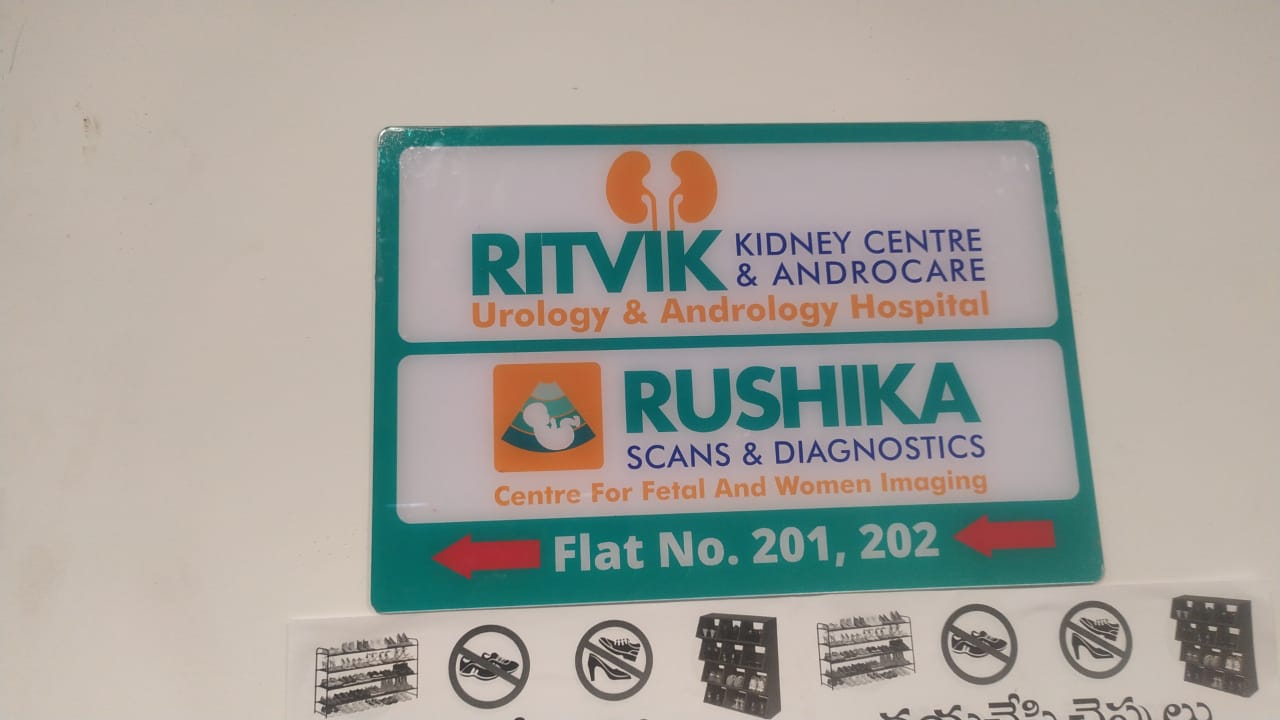 RITVIK KIDNEY CENTRE
& ANDROCARE
Urology & Andrology Hospital
RUSHIKA
SCANS & DIAGNOSTICS
Centre For Fetal And Women Imaging
Flat No. 201, 202